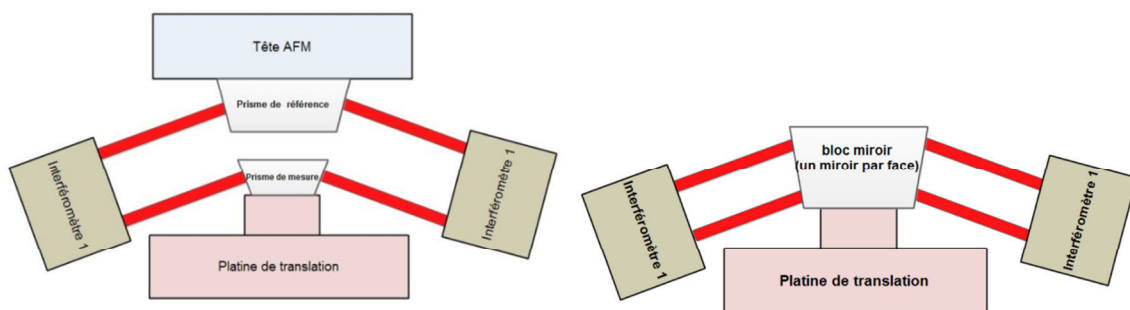 Tête AFM
Prisme de référence
Interféromètre 1
Prisme de mesure
Interféromètre 1
Platine de translation
bloc miroir
(un miroir par face)
Interféromètre 1
Interféromètre 1
Platine de translation